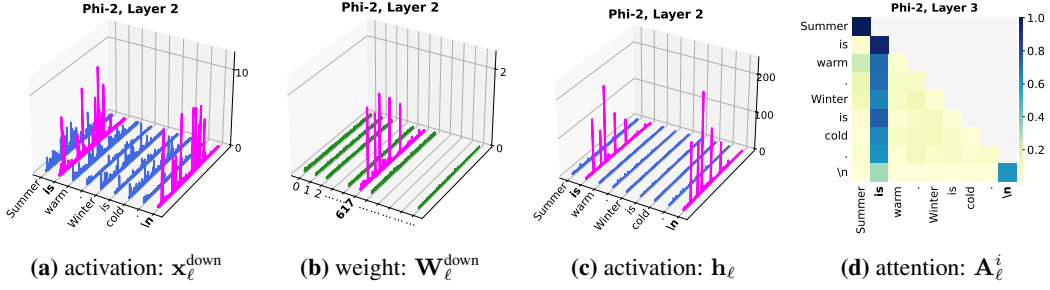 Phi-2, Layer 2
10
0
Summer
is
warm
.
Winter
is
cold
.
\n
(a) activation: x_ℓ^down
Phi-2, Layer 2
2
0
0 1 2 ........ 617 ................
(b) weight: W_ℓ^down
Phi-2, Layer 2
200
100
0
Summer
is
warm
.
Winter
is
cold
.
\n
(c) activation: h_ℓ
Phi-2, Layer 3
Summer
is
warm
.
Winter
is
cold
.
\n
Summer
is
warm
.
Winter
is
cold
.
\n
1.0
0.8
0.6
0.4
0.2
(d) attention: A_ℓ^i